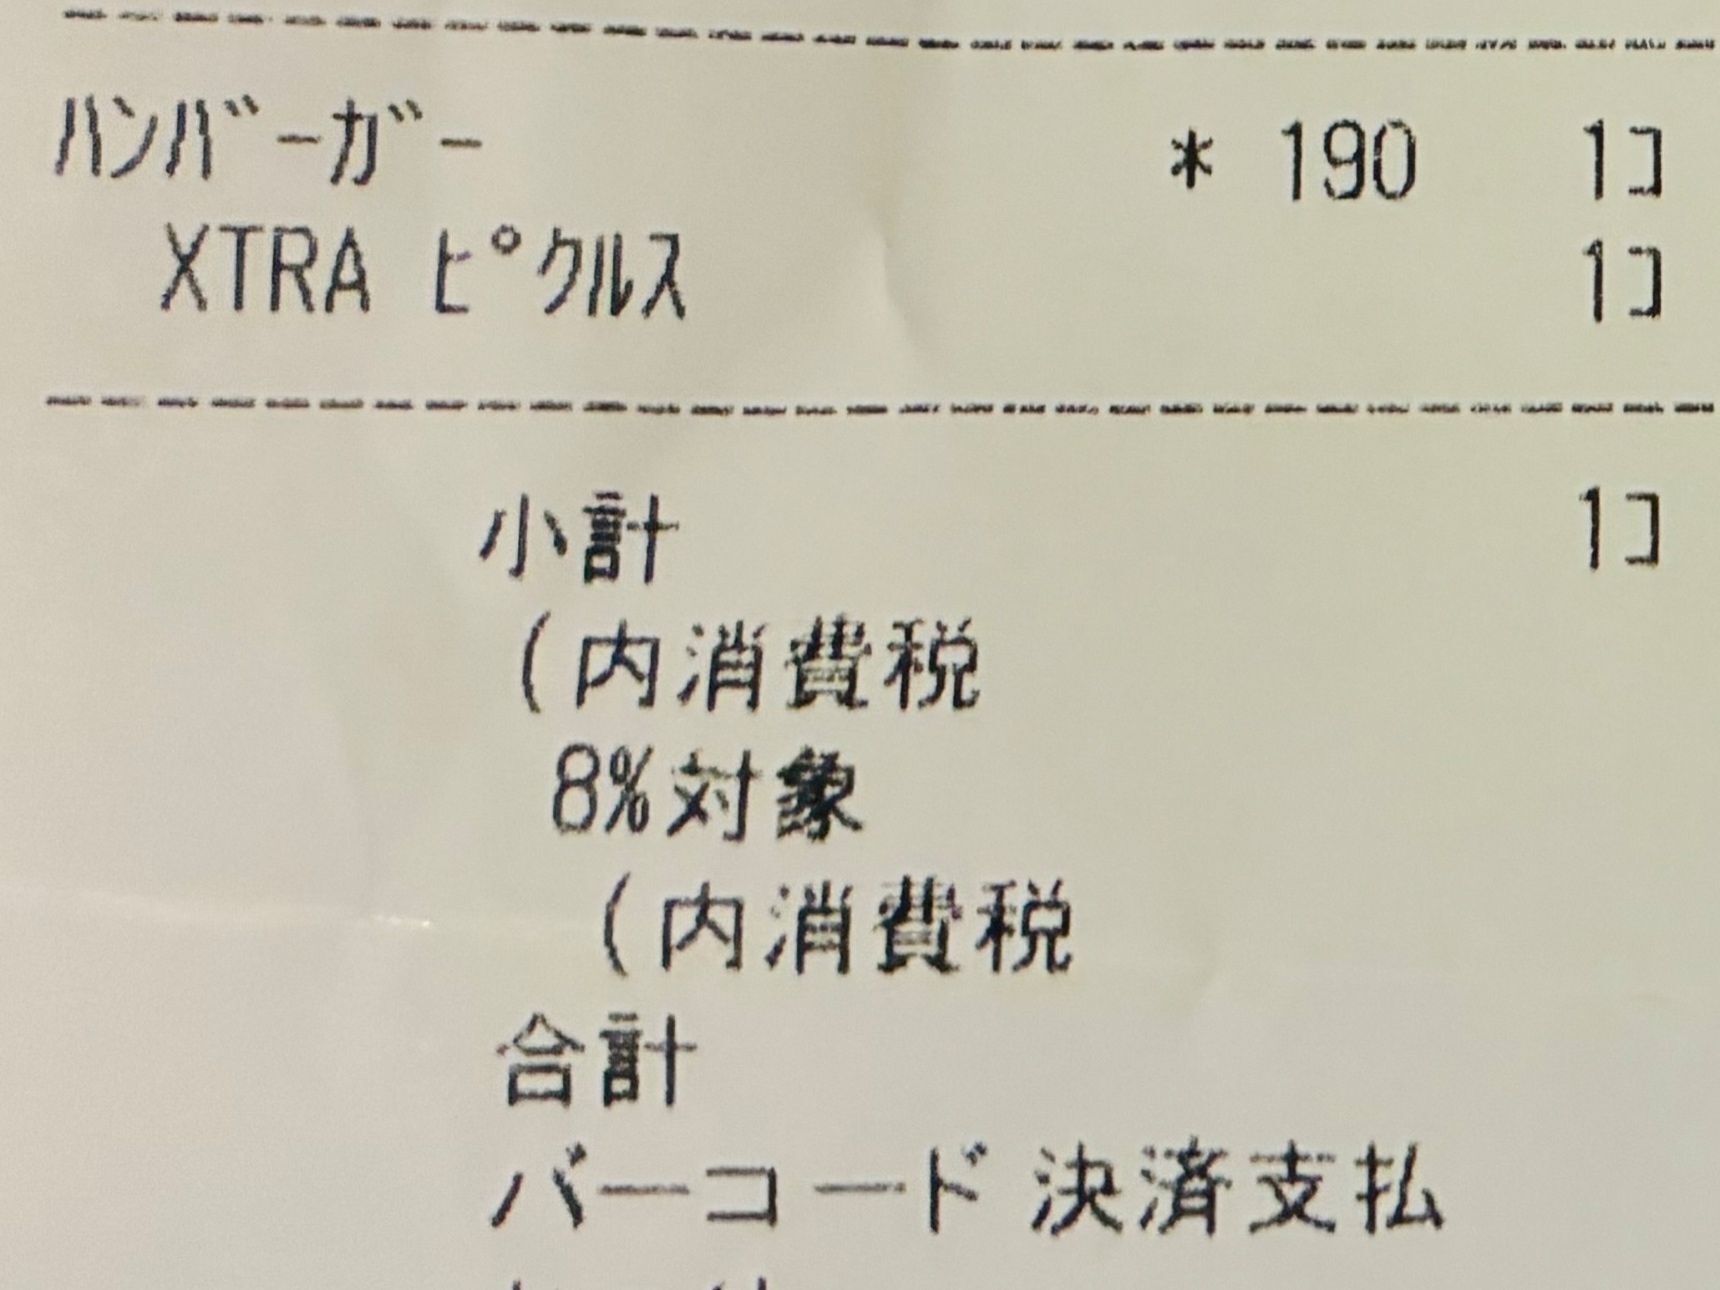 ﾊﾝﾊﾞｰｶﾞｰ * 190 1ｺ
XTRA ﾋﾟｸﾙｽ 1ｺ
小計 1ｺ
(内消費税
8%対象
(内消費税
合計
バーコード 決済支払